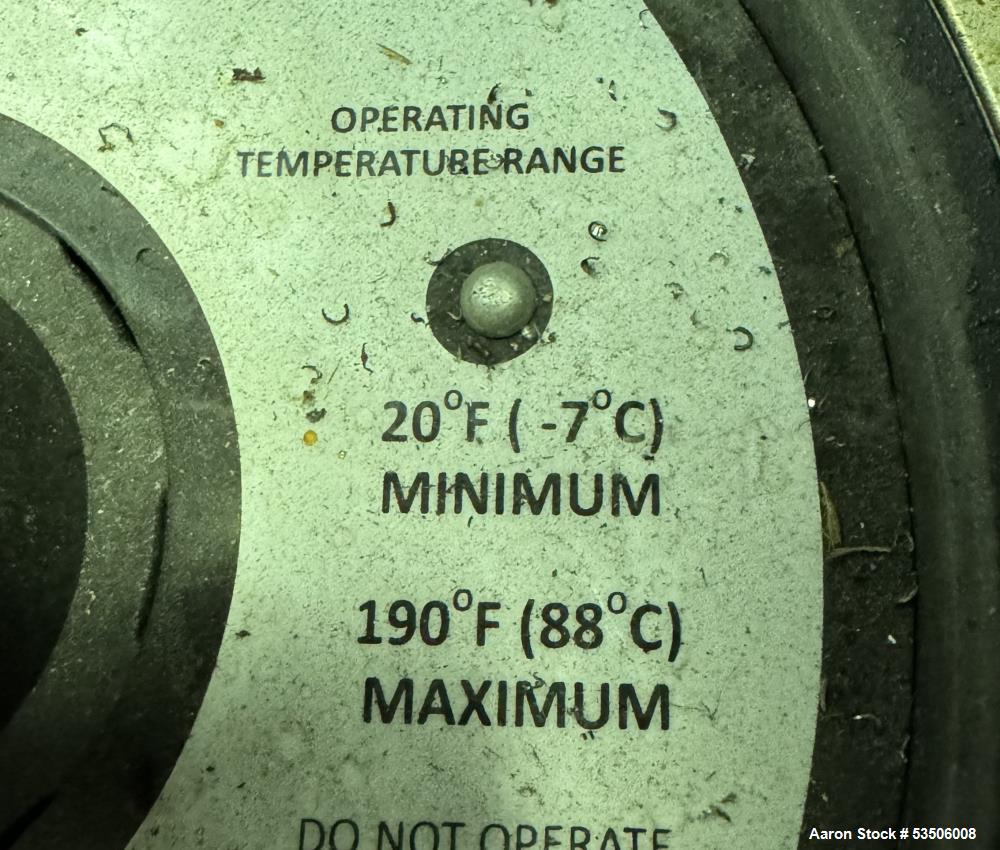 OPERATING
TEMPERATURE RANGE
20°F ( -7°C)
MINIMUM
190°F (88°C)
MAXIMUM
DO NOT OPERATE
Aaron Stock # 53506008